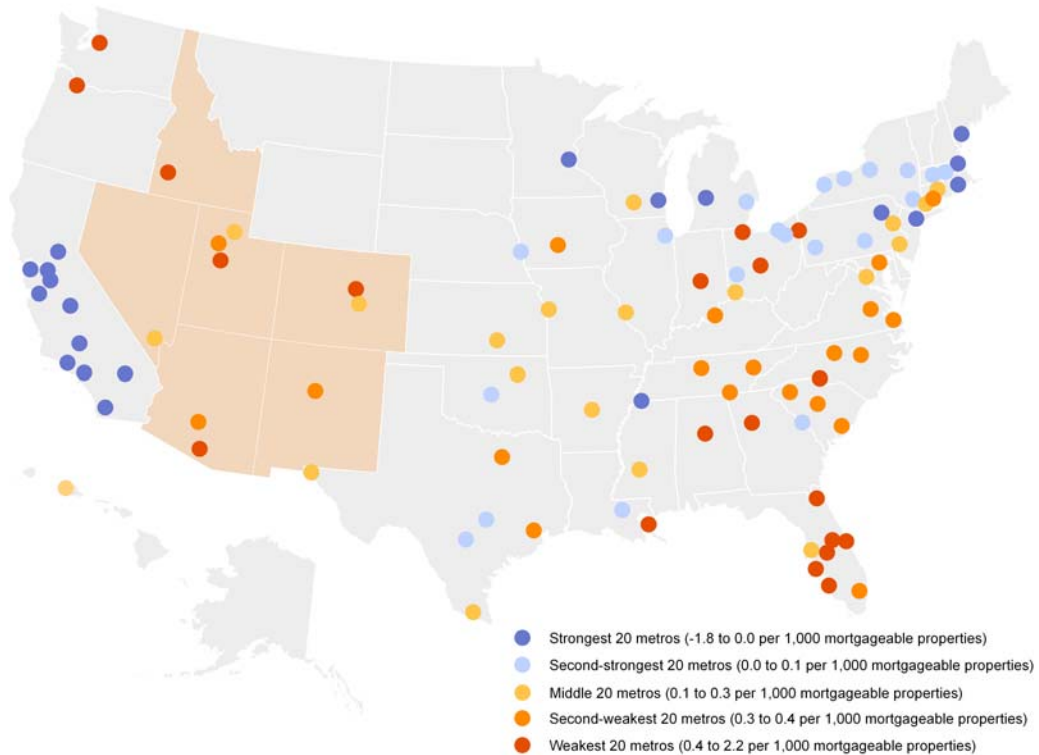 Strongest 20 metros (-1.8 to 0.0 per 1,000 mortgageable properties)
Second-strongest 20 metros (0.0 to 0.1 per 1,000 mortgageable properties)
Middle 20 metros (0.1 to 0.3 per 1,000 mortgageable properties)
Second-weakest 20 metros (0.3 to 0.4 per 1,000 mortgageable properties)
Weakest 20 metros (0.4 to 2.2 per 1,000 mortgageable properties)